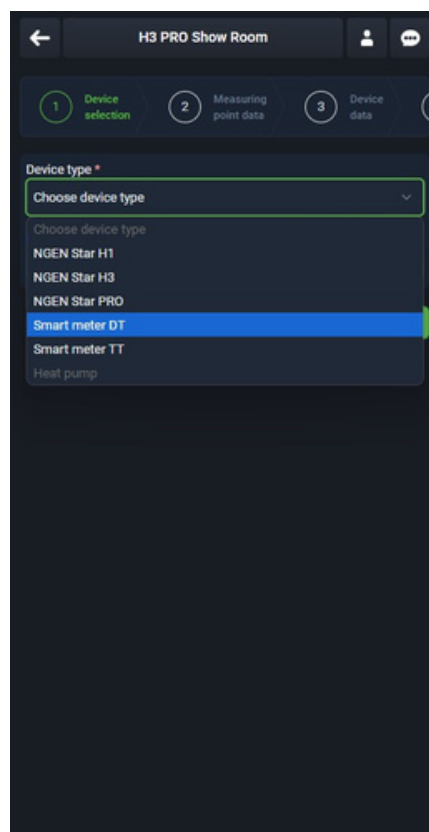 H3 PRO Show Room
1
Device
selection
2
Measuring
point data
3
Device
data
Device type *
Choose device type
Choose device type
NGEN Star H1
NGEN Star H3
NGEN Star PRO
Smart meter DT
Smart meter TT
Heat pump